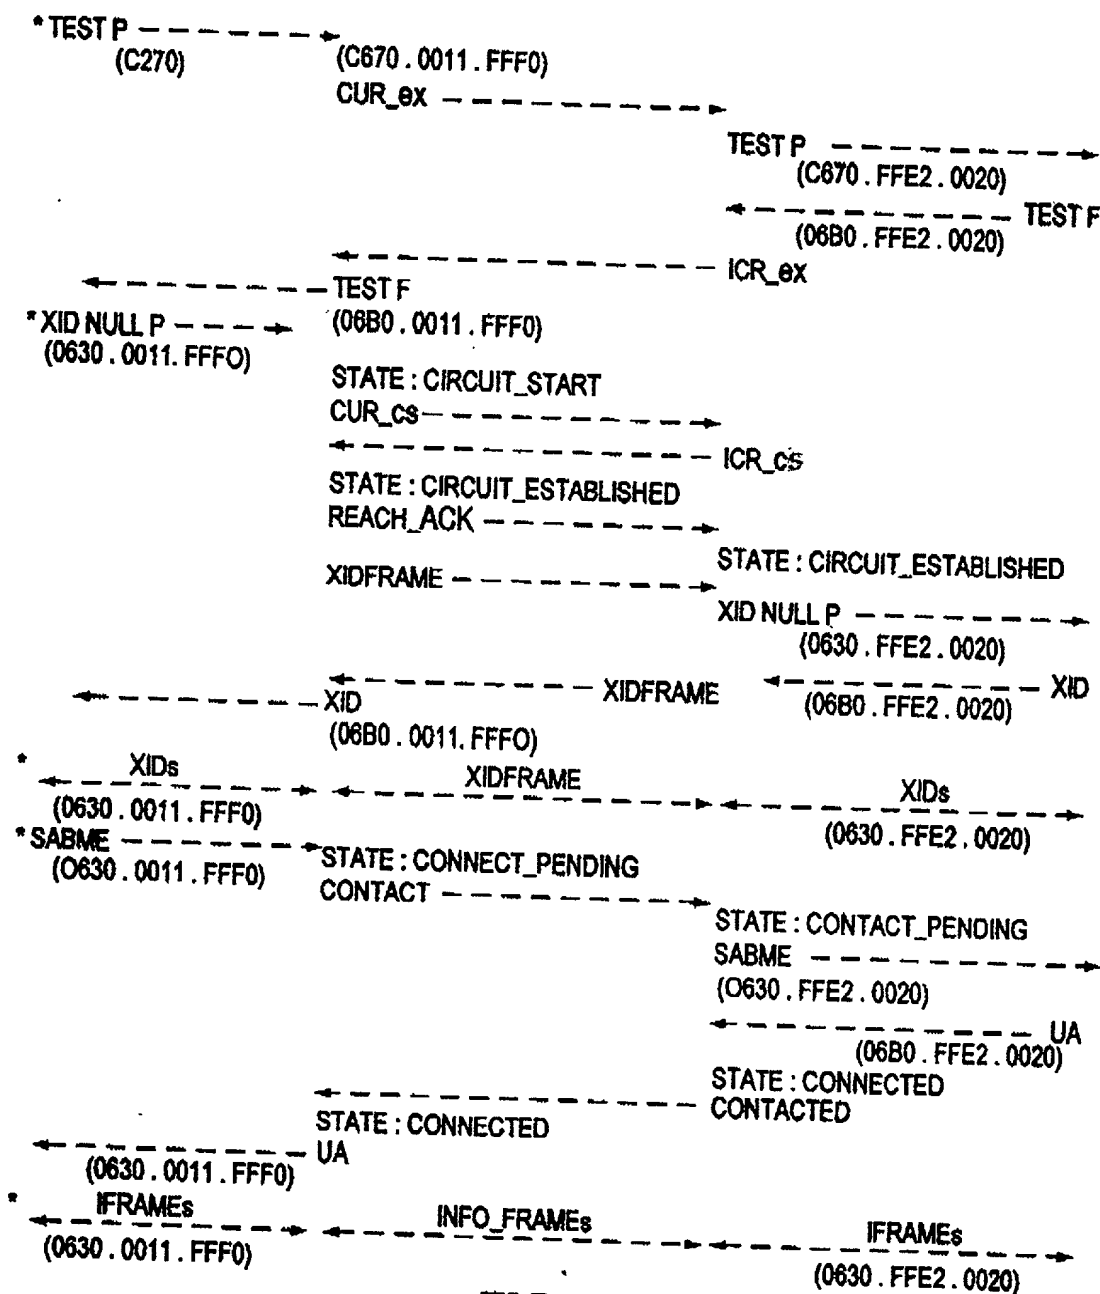 * TEST P
(C270)
(C670 . 0011 . FFF0)
CUR_ex
TEST P
(C670 . FFE2 . 0020)
TEST F
(06B0 . FFE2 . 0020)
ICR_ex
TEST F
(06B0 . 0011 . FFF0)
* XID NULL P
(0630 . 0011 . FFFO)
STATE : CIRCUIT_START
CUR_cs
ICR_cs
STATE : CIRCUIT_ESTABLISHED
REACH_ACK
STATE : CIRCUIT_ESTABLISHED
XIDFRAME
XID NULL P
(0630 . FFE2 . 0020)
XIDFRAME
XID
(06B0 . FFE2 . 0020)
XID
(06B0 . 0011 . FFFO)
* XIDs XIDFRAME XIDs
(0630 . 0011 . FFF0) (0630 . FFE2 . 0020)
* SABME
(O630 . 0011 . FFF0)
STATE : CONNECT_PENDING
CONTACT
STATE : CONTACT_PENDING
SABME
(O630 . FFE2 . 0020)
UA
(06B0 . FFE2 . 0020)
STATE : CONNECTED
CONTACTED
STATE : CONNECTED
UA
(0630 . 0011 . FFF0)
* IFRAMEs INFO_FRAMEs IFRAMEs
(0630 . 0011 . FFF0) (0630 . FFE2 . 0020)